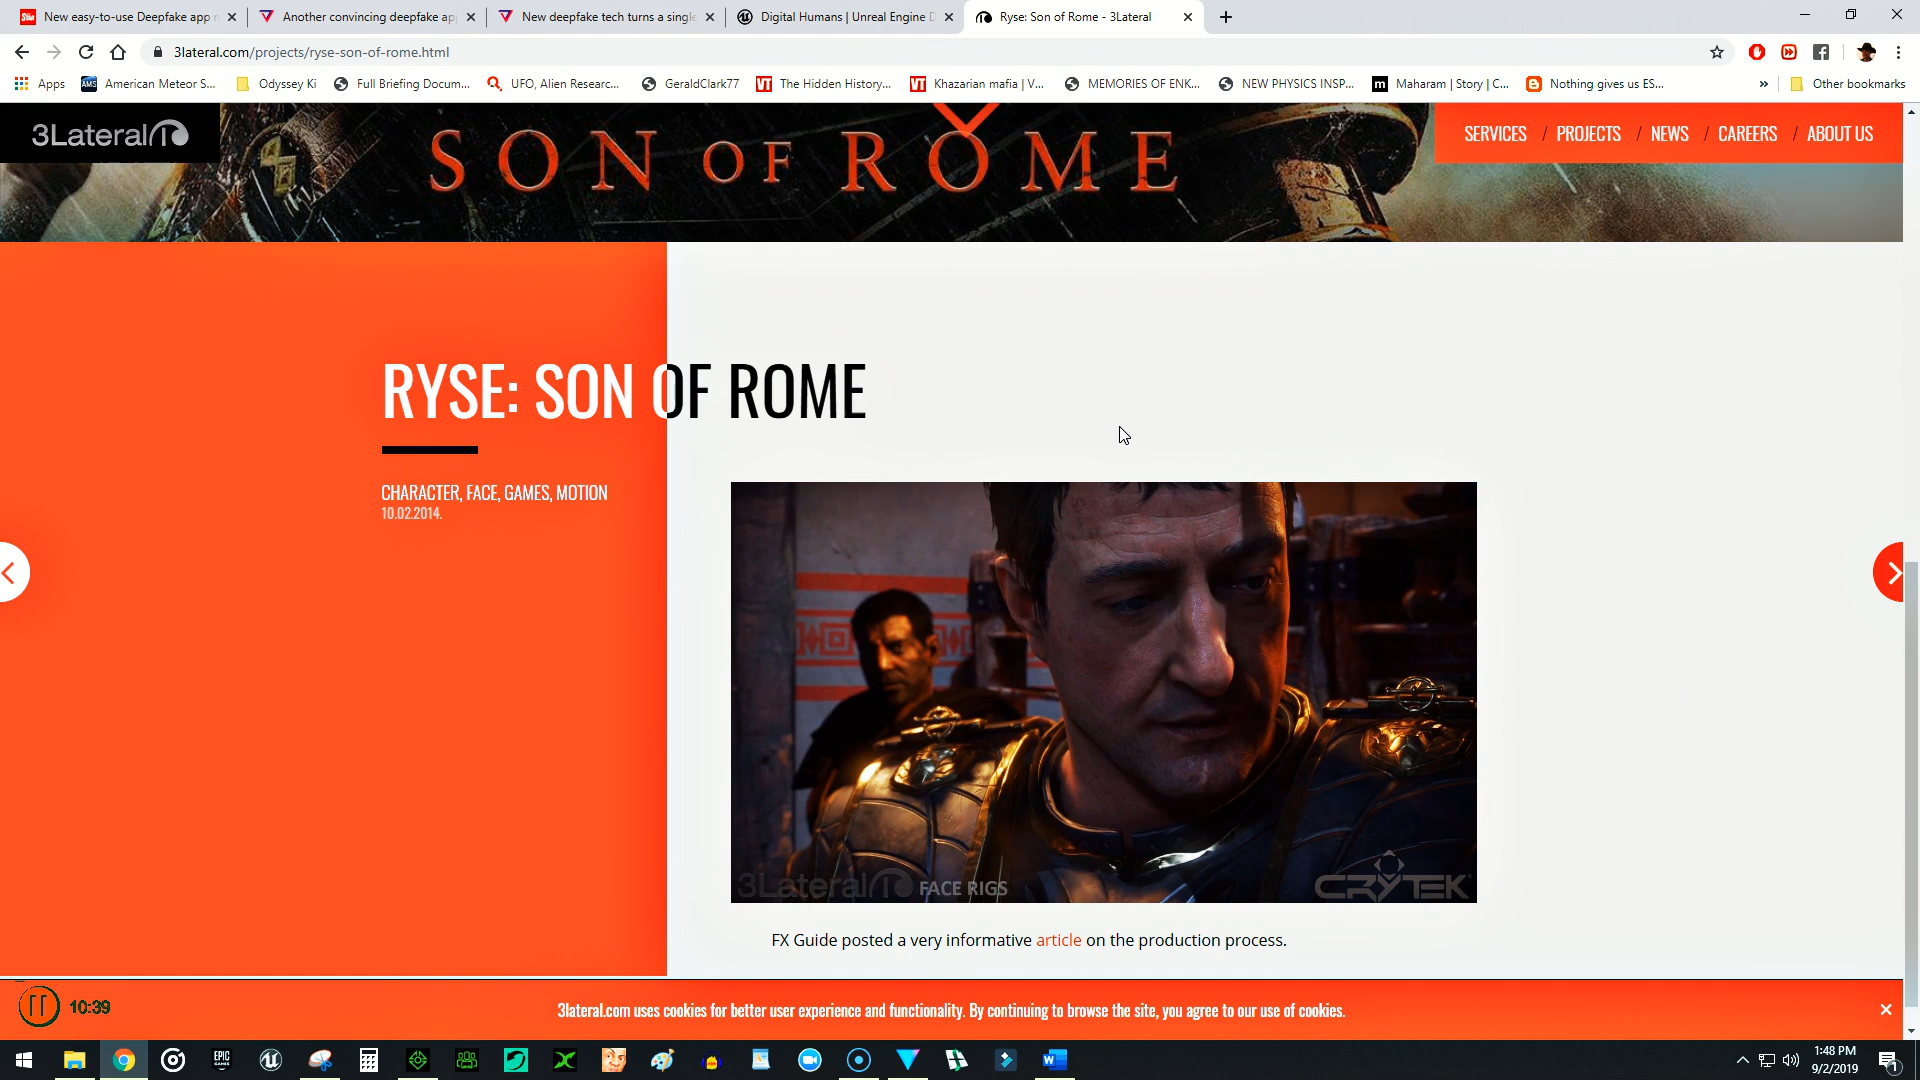 New easy-to-use Deepfake app
Another convincing deepfake
New deepfake tech turns a single
Digital Humans | Unreal Engine
Ryse: Son of Rome - 3Lateral
3lateral.com/projects/ryse-son-of-rome.html
Apps
American Meteor S...
Odyssey Ki
Full Briefing Docum...
UFO, Alien Researc...
GeraldClark77
The Hidden History...
Khazarian mafia | V...
MEMORIES OF ENK...
NEW PHYSICS INSP...
Maharam | Story | C...
Nothing gives us ES...
»
Other bookmarks
3Lateral
SON OF ROME
SERVICES / PROJECTS / NEWS / CAREERS / ABOUT US
RYSE: SON OF ROME
CHARACTER, FACE, GAMES, MOTION
10.02.2014.
3Lateral FACE RIGS
CRYTEK
FX Guide posted a very informative article on the production process.
10:39
3lateral.com uses cookies for better user experience and functionality. By continuing to browse the site, you agree to our use of cookies.
EPIC GAMES
1:48 PM
9/2/2019
1